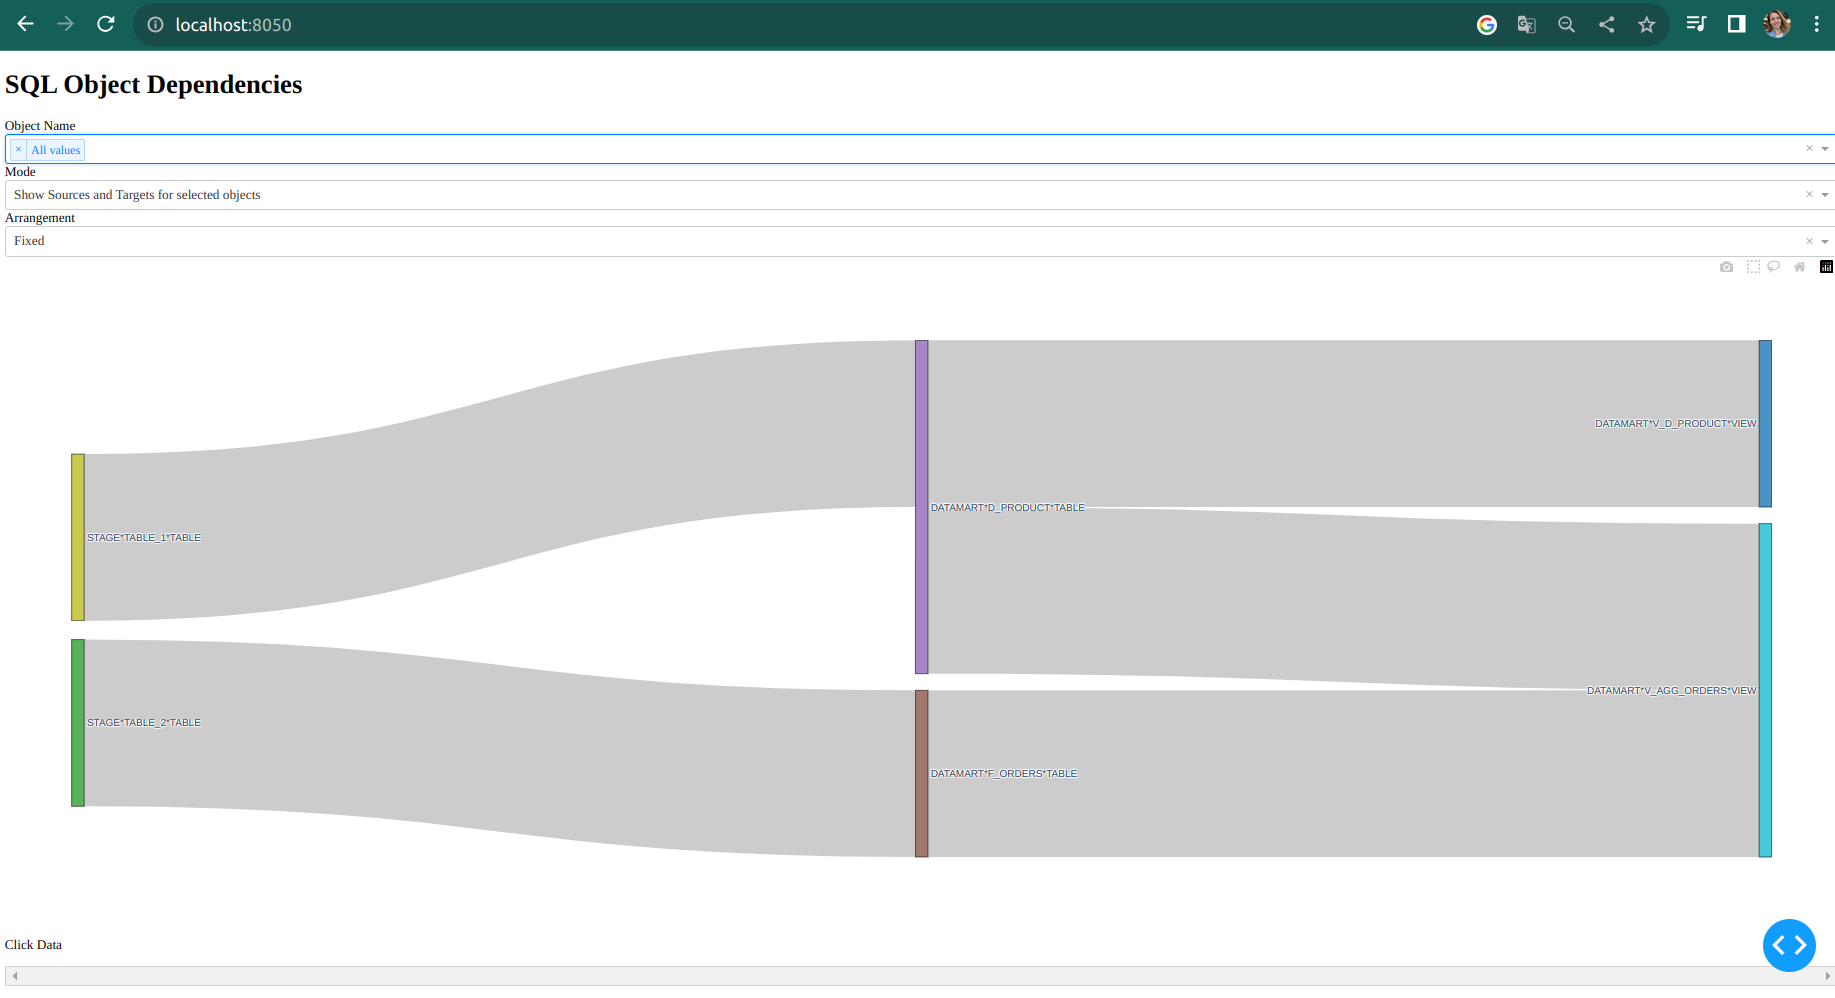 localhost:8050
SQL Object Dependencies
Object Name
× All values
Mode
Show Sources and Targets for selected objects
Arrangement
Fixed
DATAMART*V_D_PRODUCT*VIEW
DATAMART*D_PRODUCT*TABLE
STAGE*TABLE_1*TABLE
DATAMART*V_AGG_ORDERS*VIEW
STAGE*TABLE_2*TABLE
DATAMART*F_ORDERS*TABLE
Click Data